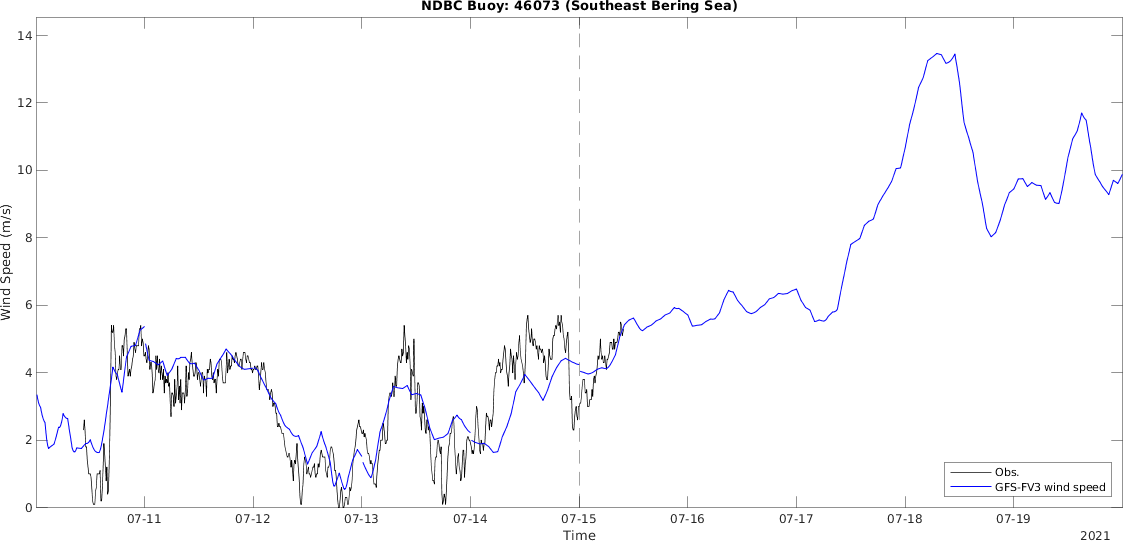 NDBC Buoy: 46073 (Southeast Bering Sea)
14
12
10
8
6
4
2
0
Wind Speed (m/s)
Obs.
GFS-FV3 wind speed
07-11 07-12 07-13 07-14 07-15 07-16 07-17 07-18 07-19
Time
2021